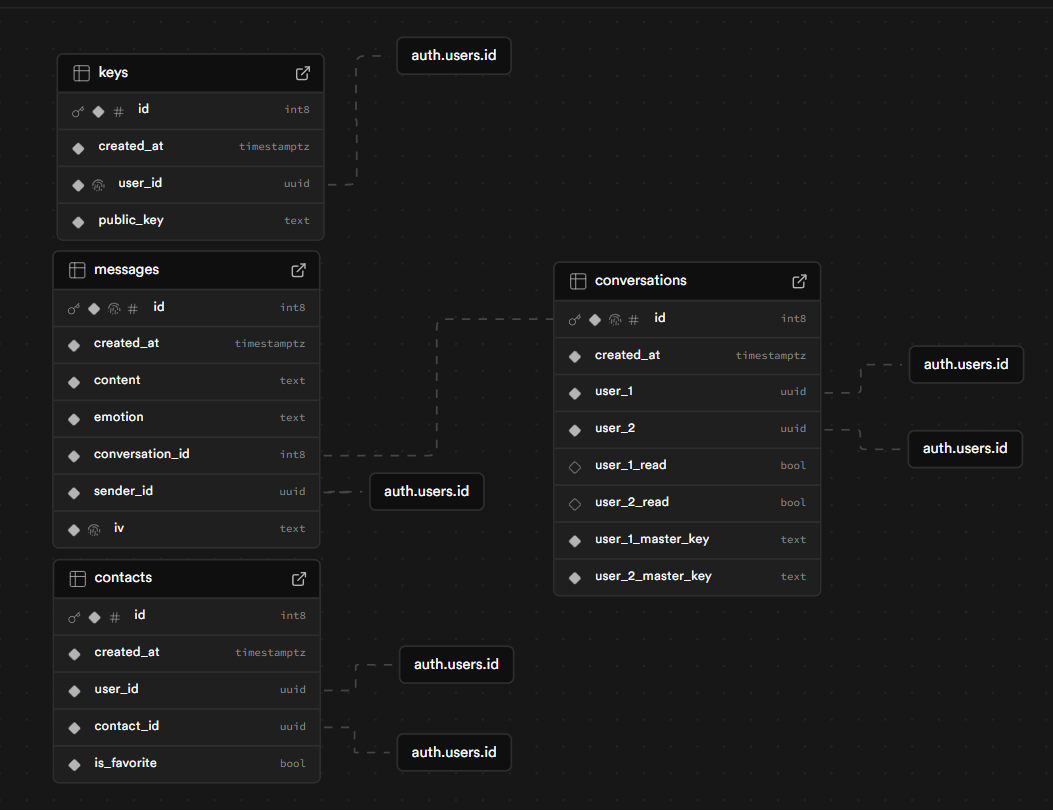 keys
id int8
created_at timestamptz
user_id uuid
public_key text
auth.users.id
messages
id int8
created_at timestamptz
content text
emotion text
conversation_id int8
sender_id uuid
iv text
auth.users.id
conversations
id int8
created_at timestamptz
user_1 uuid
user_2 uuid
user_1_read bool
user_2_read bool
user_1_master_key text
user_2_master_key text
auth.users.id
auth.users.id
contacts
id int8
created_at timestamptz
user_id uuid
contact_id uuid
is_favorite bool
auth.users.id
auth.users.id